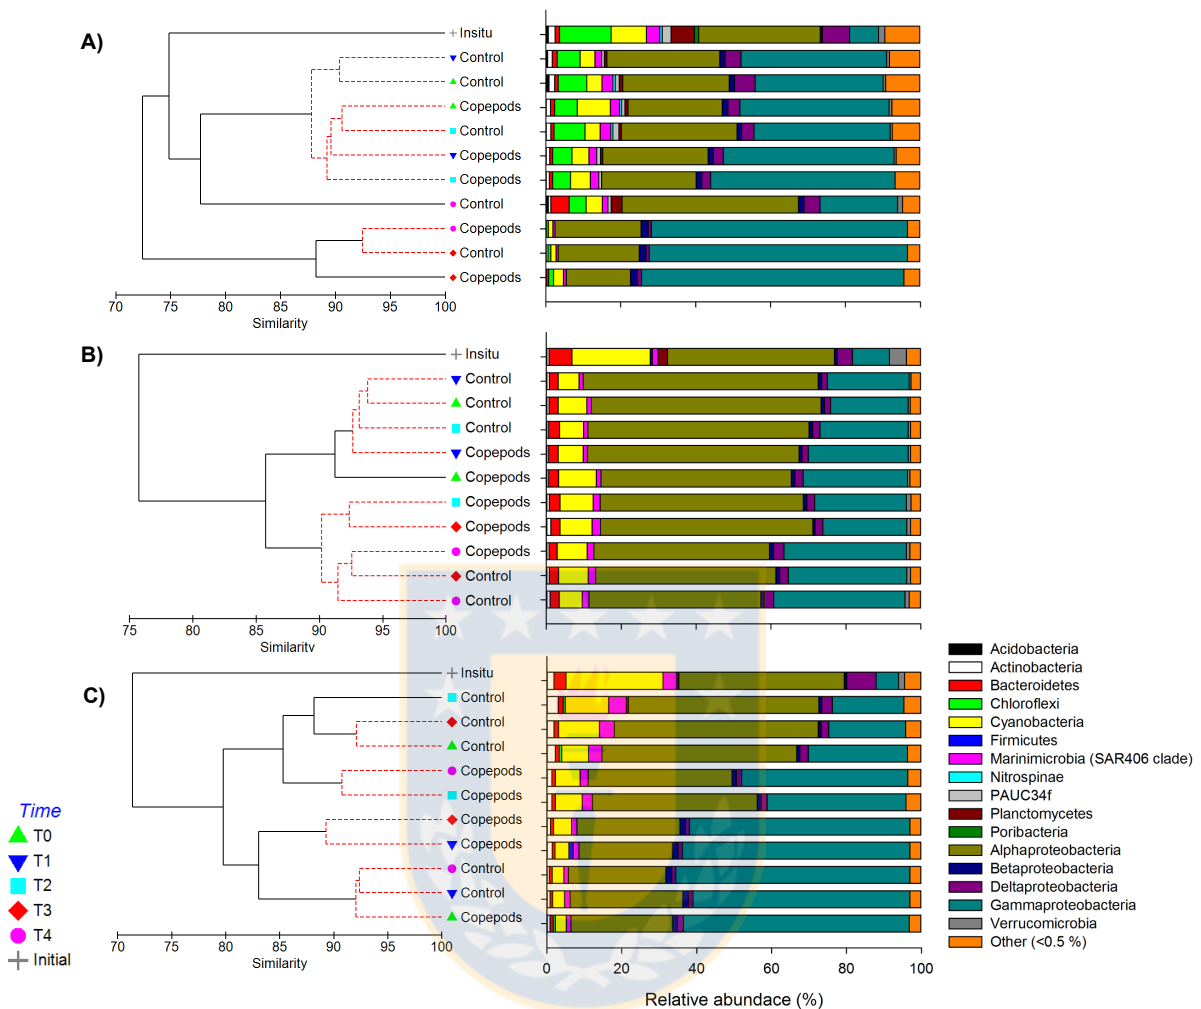 A)
Insitu
Control
Control
Copepods
Control
Copepods
Copepods
Control
Copepods
Control
Copepods
70 75 80 85 90 95 100
Similarity
B)
Insitu
Control
Control
Control
Copepods
Copepods
Copepods
Copepods
Copepods
Control
Control
75 80 85 90 95 100
Similarity
C)
Insitu
Control
Control
Control
Copepods
Copepods
Copepods
Copepods
Control
Control
Copepods
70 75 80 85 90 95 100
Similarity
0 20 40 60 80 100
Relative abundace (%)
Time
T0
T1
T2
T3
T4
Initial
Acidobacteria
Actinobacteria
Bacteroidetes
Chloroflexi
Cyanobacteria
Firmicutes
Marinimicrobia (SAR406 clade)
Nitrospinae
PAUC34f
Planctomycetes
Poribacteria
Alphaproteobacteria
Betaproteobacteria
Deltaproteobacteria
Gammaproteobacteria
Verrucomicrobia
Other (<0.5 %)